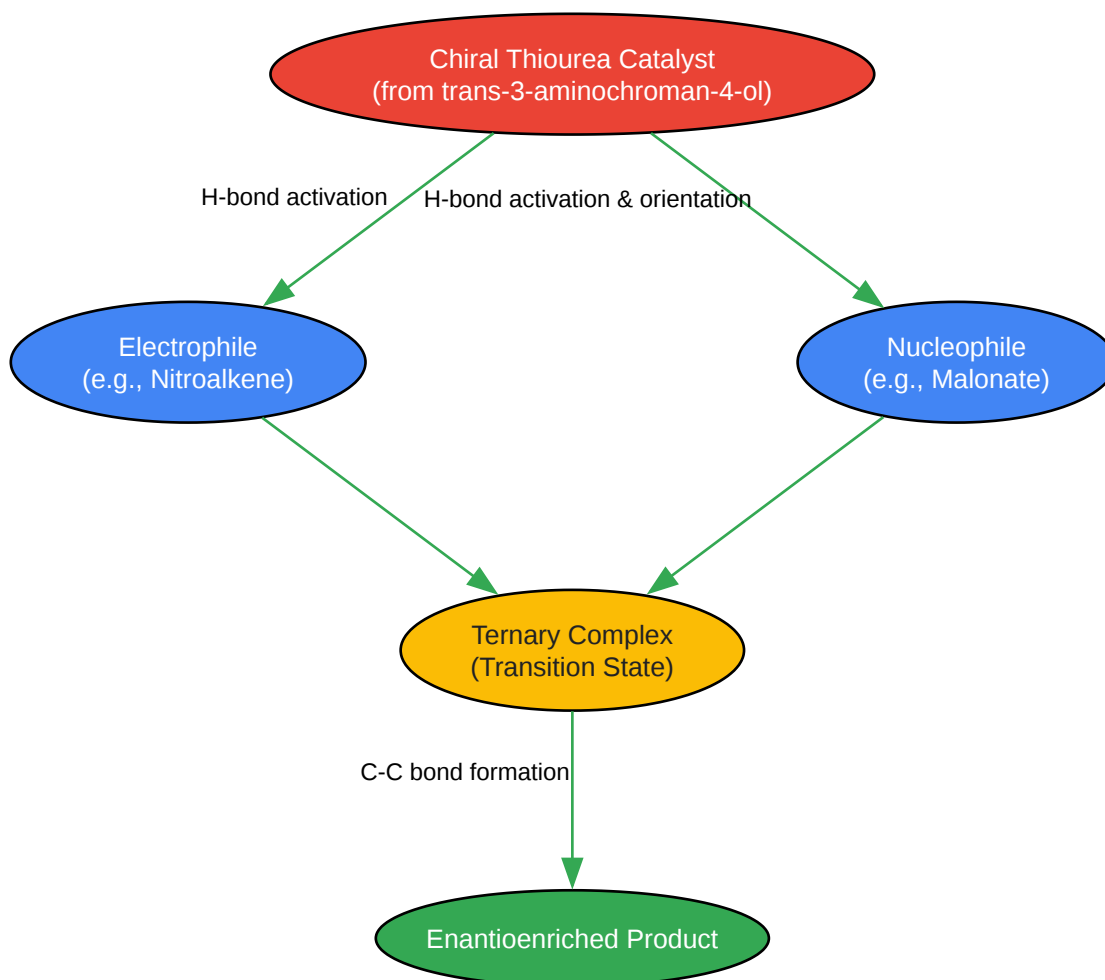 Chiral Thiourea Catalyst
(from trans-3-aminochroman-4-ol)
H-bond activation
H-bond activation & orientation
Electrophile
(e.g., Nitroalkene)
Nucleophile
(e.g., Malonate)
Ternary Complex
(Transition State)
C-C bond formation
Enantioenriched Product